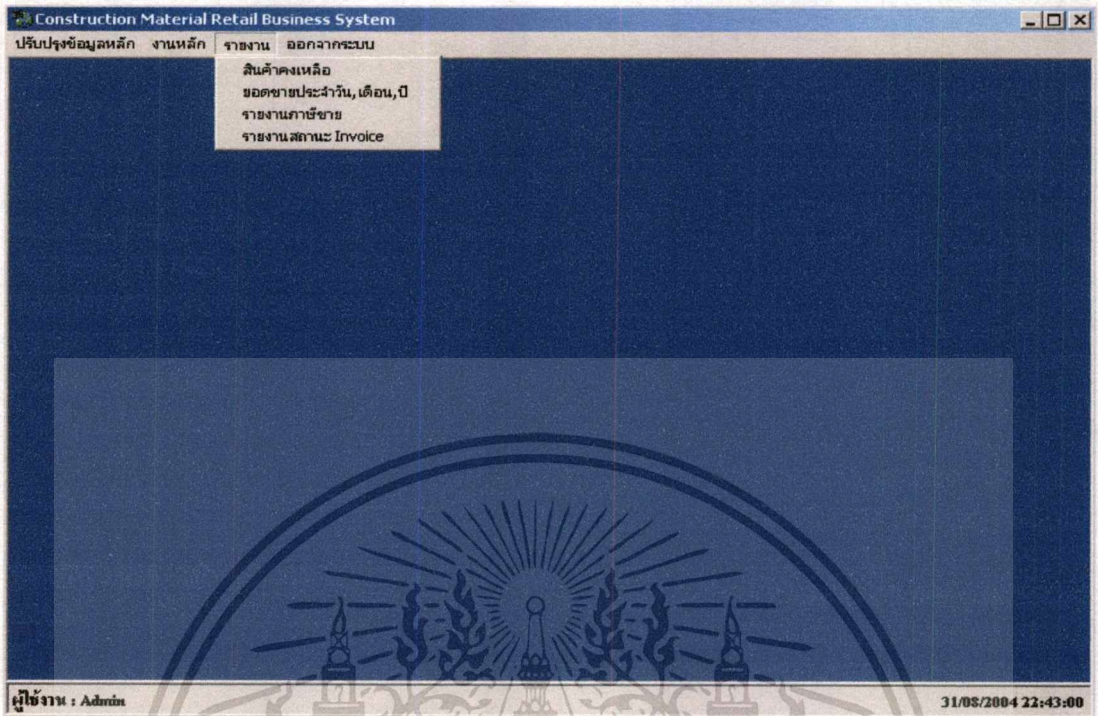 Construction Material Retail Business System
ปรับปรุงข้อมูลหลัก งานหลัก รายงาน ออกจากระบบ
สินค้าคงเหลือ
ยอดขายประจำวัน,เดือน,ปี
รายงานภาษีขาย
รายงานสถานะ Invoice
ผู้ใช้งาน : Admin
31/08/2004 22:43:00